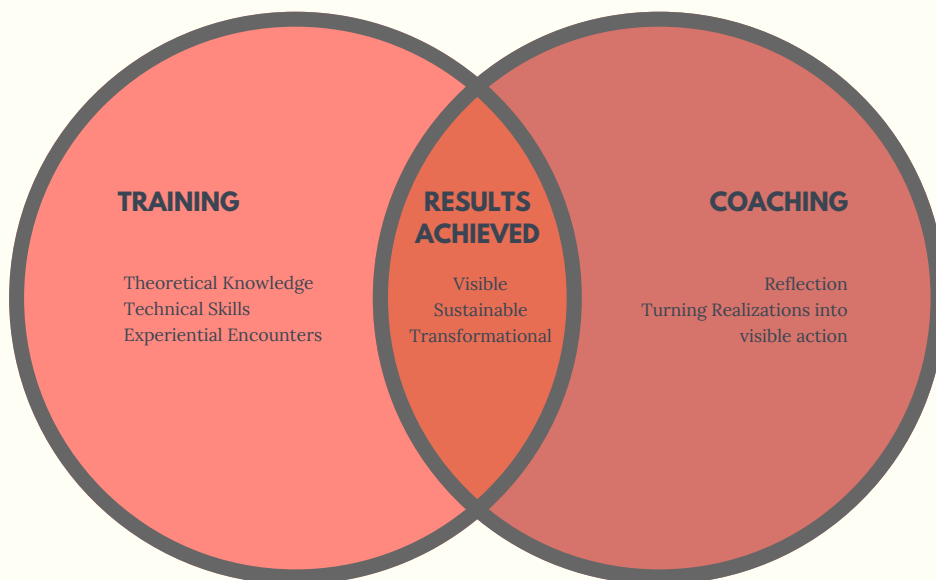 TRAINING
Theoretical Knowledge
Technical Skills
Experiential Encounters
RESULTS
ACHIEVED
Visible
Sustainable
Transformational
COACHING
Reflection
Turning Realizations into
visible action